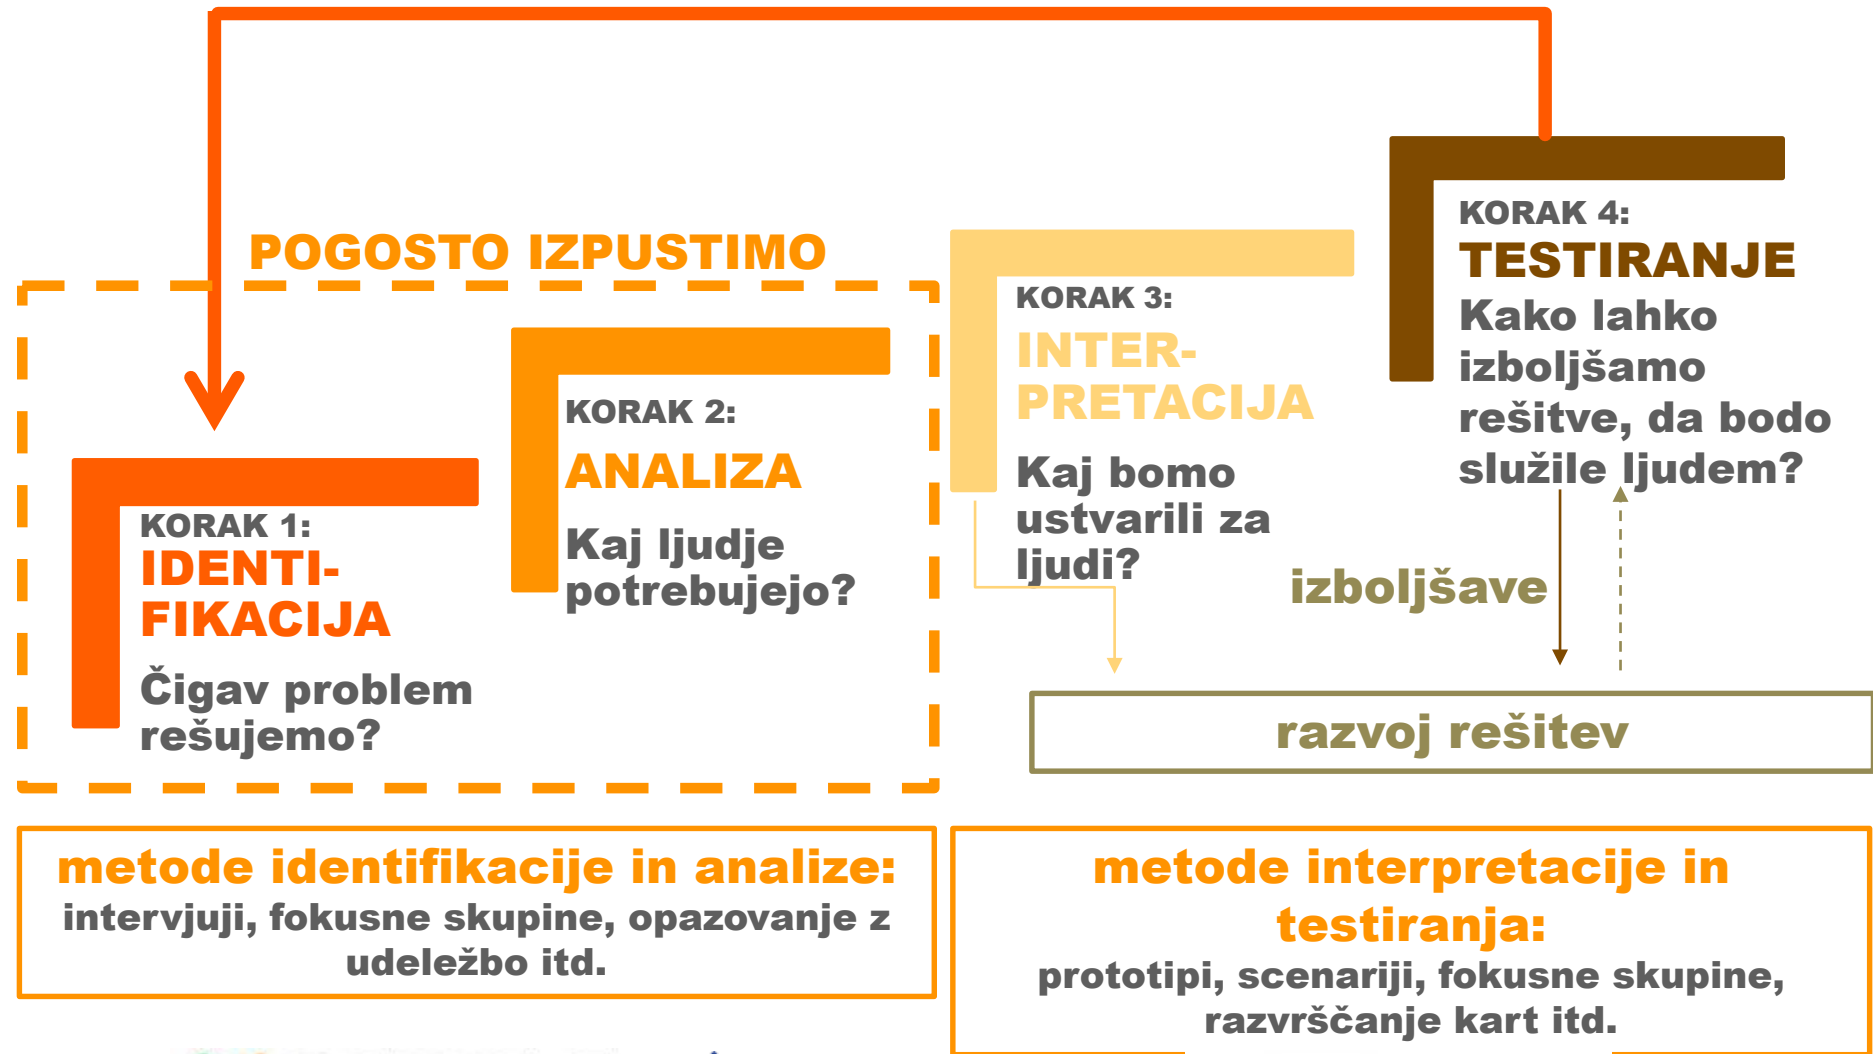 POGOSTO IZPUSTIMO
KORAK 1:
IDENTI-
FIKACIJA
Čigav problem
rešujemo?
KORAK 2:
ANALIZA
Kaj ljudje
potrebujejo?
KORAK 3:
INTER-
PRETACIJA
Kaj bomo
ustvarili za
ljudi?
KORAK 4:
TESTIRANJE
Kako lahko
izboljšamo
rešitve, da bodo
služile ljudem?
izboljšave
razvoj rešitev
metode identifikacije in analize:
intervjuji, fokusne skupine, opazovanje z
udeležbo itd.
metode interpretacije in
testiranja:
prototipi, scenariji, fokusne skupine,
razvrščanje kart itd.